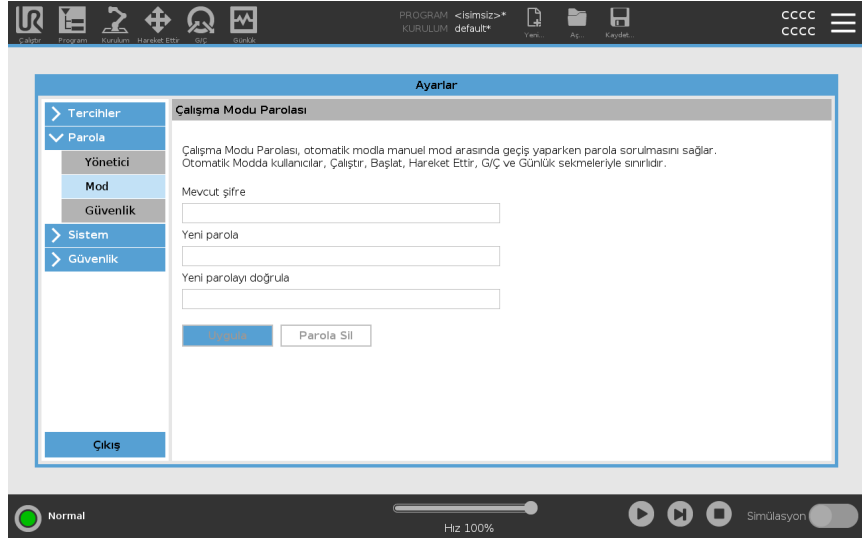 UR
PROGRAM <isimsiz>*
KURULUM default*
CCCC
CCCC
Çalıştır Program Kurulum Hareket Ettir G/Ç Günlük Yeni... Aç... Kaydet...
Ayarlar
Tercihler
Parola
Yönetici
Mod
Güvenlik
Sistem
Güvenlik
Çıkış
Çalışma Modu Parolası
Çalışma Modu Parolası, otomatik modla manuel mod arasında geçiş yaparken parola sorulmasını sağlar.
Otomatik Modda kullanıcılar, Çalıştır, Başlat, Hareket Ettir, G/Ç ve Günlük sekmeleriyle sınırlıdır.
Mevcut şifre
Yeni parola
Yeni parolayı doğrula
Uygula Parola Sil
Normal
Hız 100%
Simülasyon